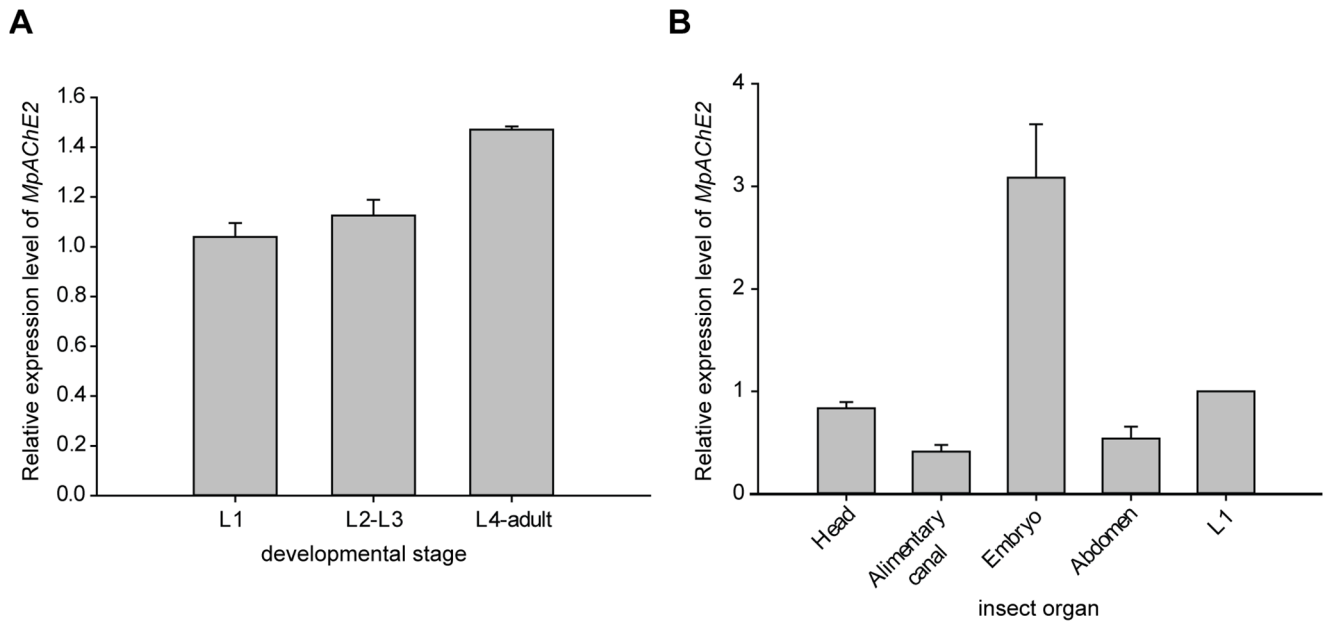 A
Relative expression level of MpAChE2
1.6
1.4
1.2
1.0
0.8
0.6
0.4
0.2
0.0
L1
L2-L3
L4-adult
developmental stage
B
Relative expression level of MpAChE2
4
3
2
1
0
Head
Alimentary
canal
Embryo
Abdomen
L1
insect organ